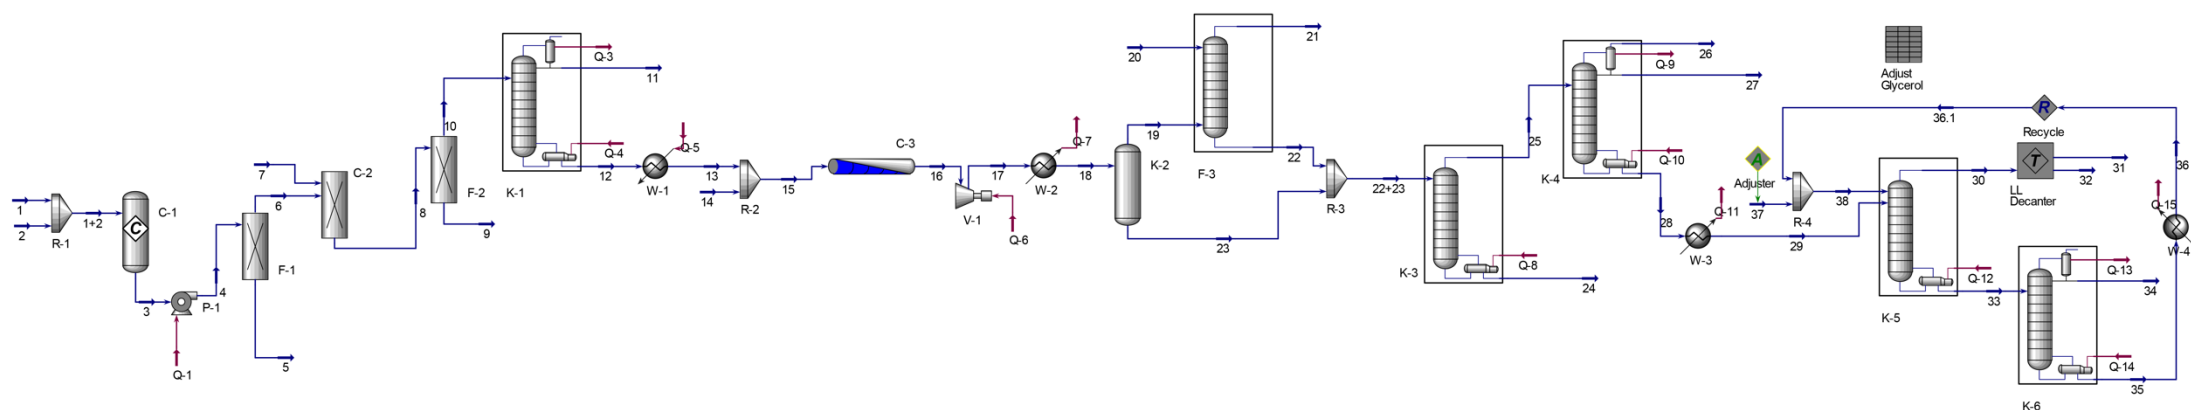 1
2
R-1
1+2
C-1
C
3
P-1
Q-1
4
F-1
5
6
7
C-2
8
F-2
9
10
K-1
Q-3
11
Q-4
12
W-1
Q-5
13
14
R-2
15
C-3
16
V-1
Q-6
17
W-2
Q-7
18
K-2
19
20
F-3
21
22
23
R-3
22+23
K-3
Q-8
24
25
K-4
26
Q-9
27
Q-10
28
W-3
Q-11
29
Adjust
Glycerol
36.1
R
Recycle
36
A
Adjuster
37
R-4
38
K-5
Q-12
30
T
LL
Decanter
31
32
33
K-6
Q-13
34
Q-14
35
Q-15
W-4